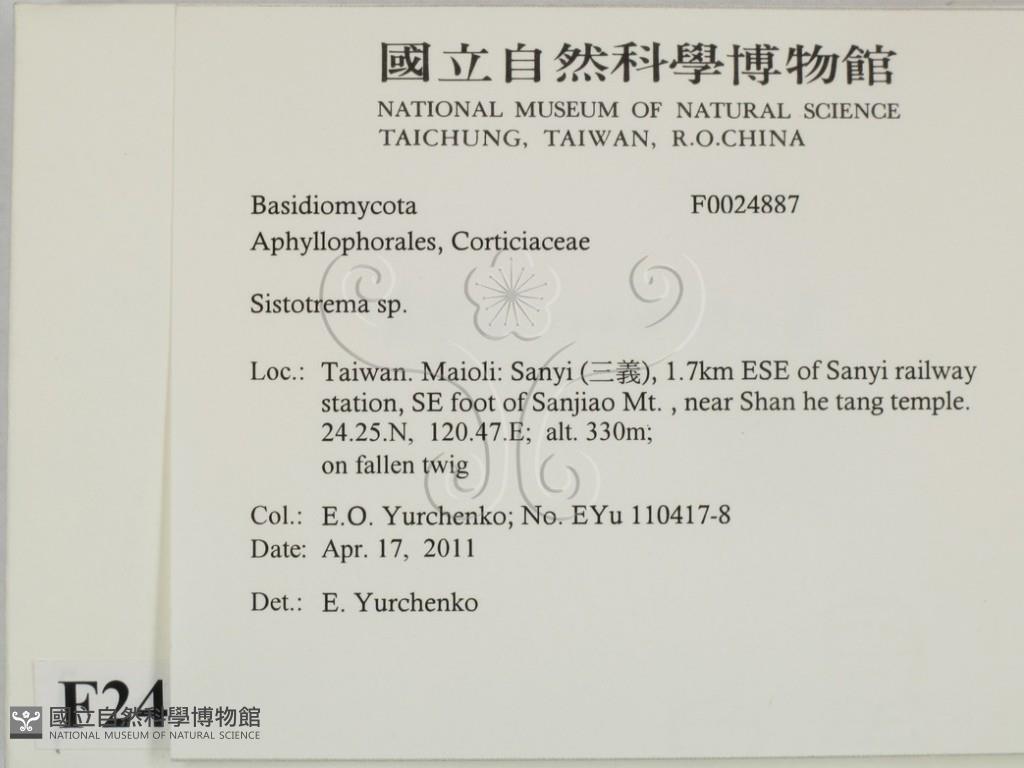 國立自然科學博物館
NATIONAL MUSEUM OF NATURAL SCIENCE
TAICHUNG, TAIWAN, R.O.CHINA
Basidiomycota F0024887
Aphyllophorales, Corticiaceae
Sistotrema sp.
Loc.: Taiwan. Maioli: Sanyi (三義), 1.7km ESE of Sanyi railway
station, SE foot of Sanjiao Mt. , near Shan he tang temple.
24.25.N, 120.47.E; alt. 330m;
on fallen twig
Col.: E.O. Yurchenko; No. EYu 110417-8
Date: Apr. 17, 2011
Det.: E. Yurchenko
F24
國立自然科學博物館
NATIONAL MUSEUM OF NATURAL SCIENCE